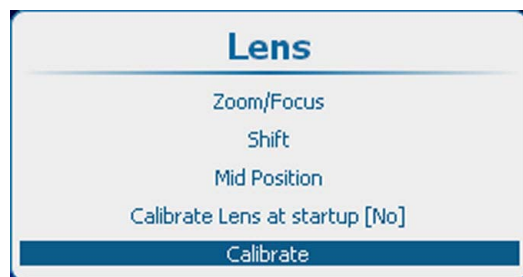 Lens
Zoom/Focus
Shift
Mid Position
Calibrate Lens at startup [No]
Calibrate